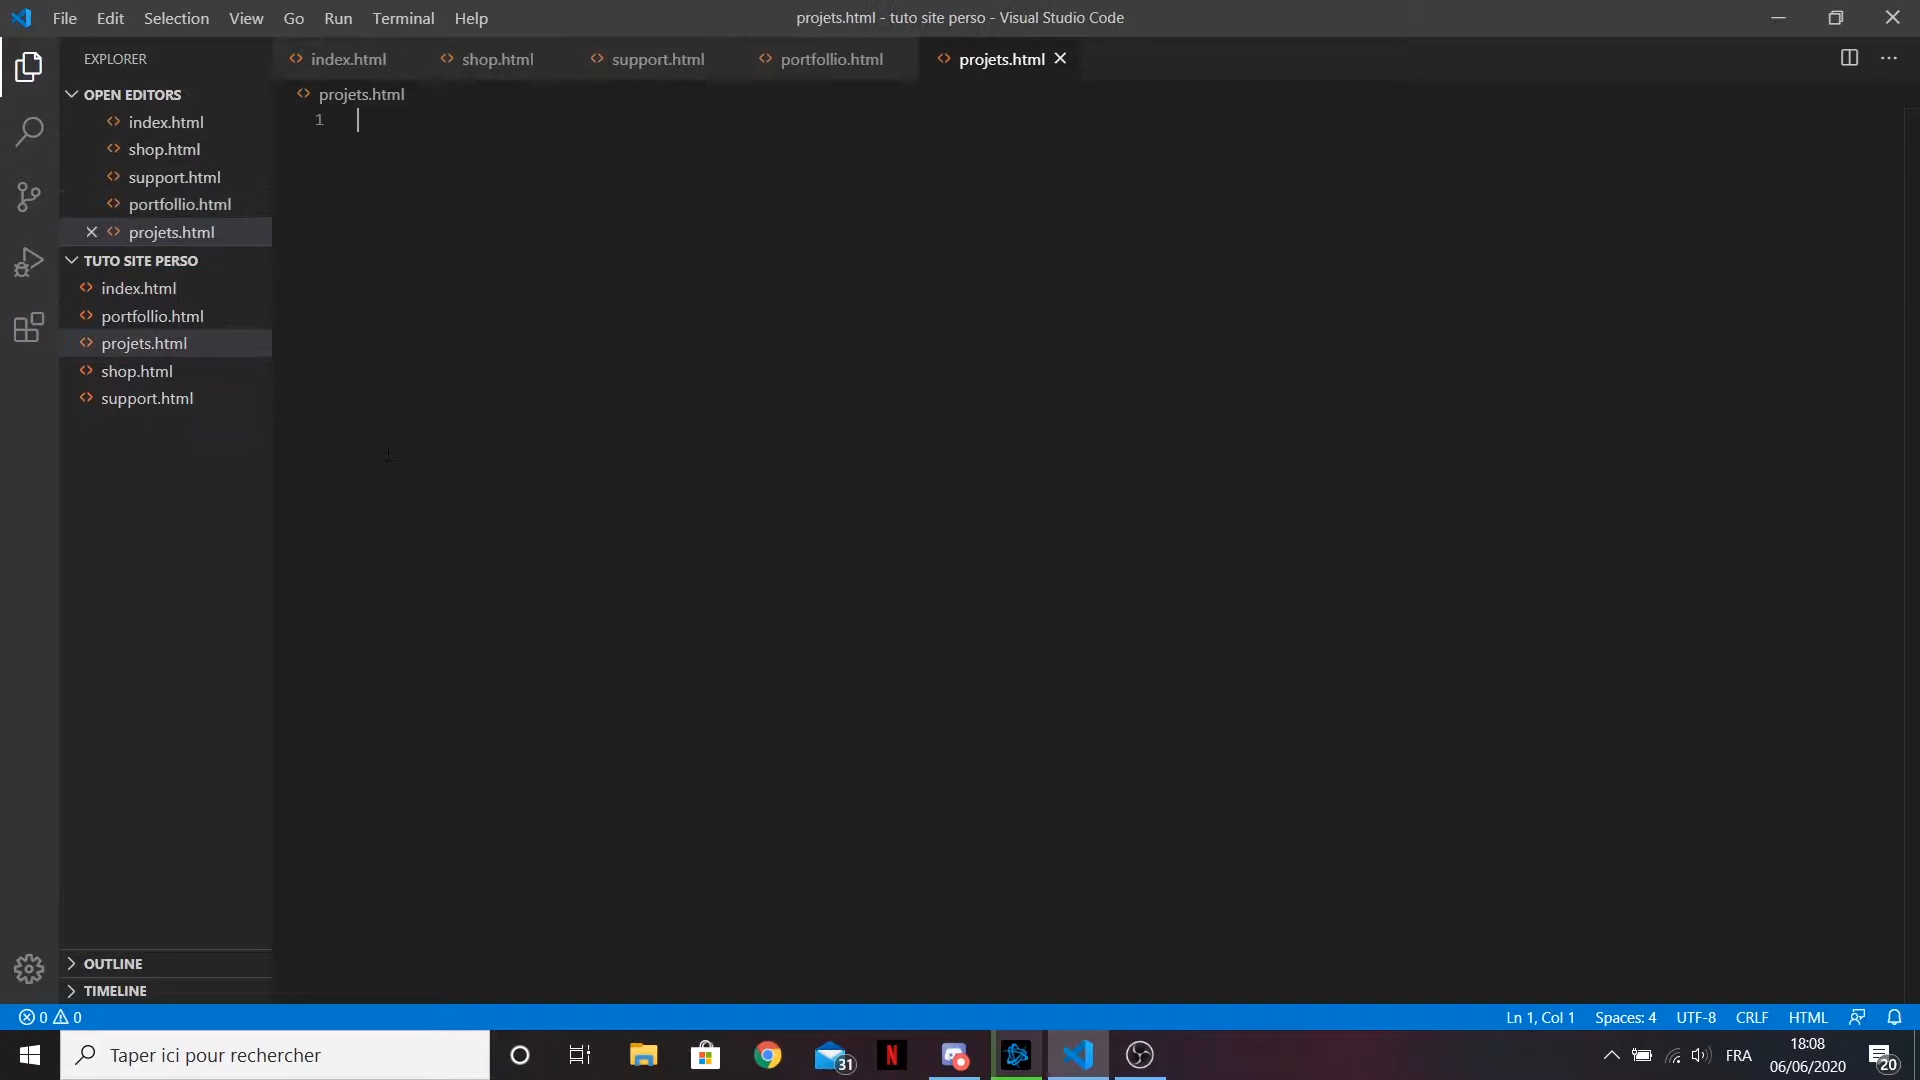 File Edit Selection View Go Run Terminal Help
projets.html - tuto site perso - Visual Studio Code
EXPLORER
index.html
shop.html
support.html
portfollio.html
projets.html
OPEN EDITORS
index.html
shop.html
support.html
portfollio.html
projets.html
TUTO SITE PERSO
index.html
portfollio.html
projets.html
shop.html
support.html
projets.html
1
OUTLINE
TIMELINE
0 0
Ln 1, Col 1
Spaces: 4
UTF-8
CRLF
HTML
Taper ici pour rechercher
31
N
FRA
18:08
06/06/2020
20